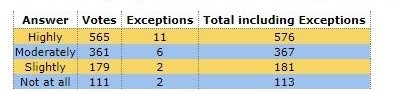 Answer Votes Exceptions Total including Exceptions
Highly 565 11 576
Moderately 361 6 367
Slightly 179 2 181
Not at all 111 2 113